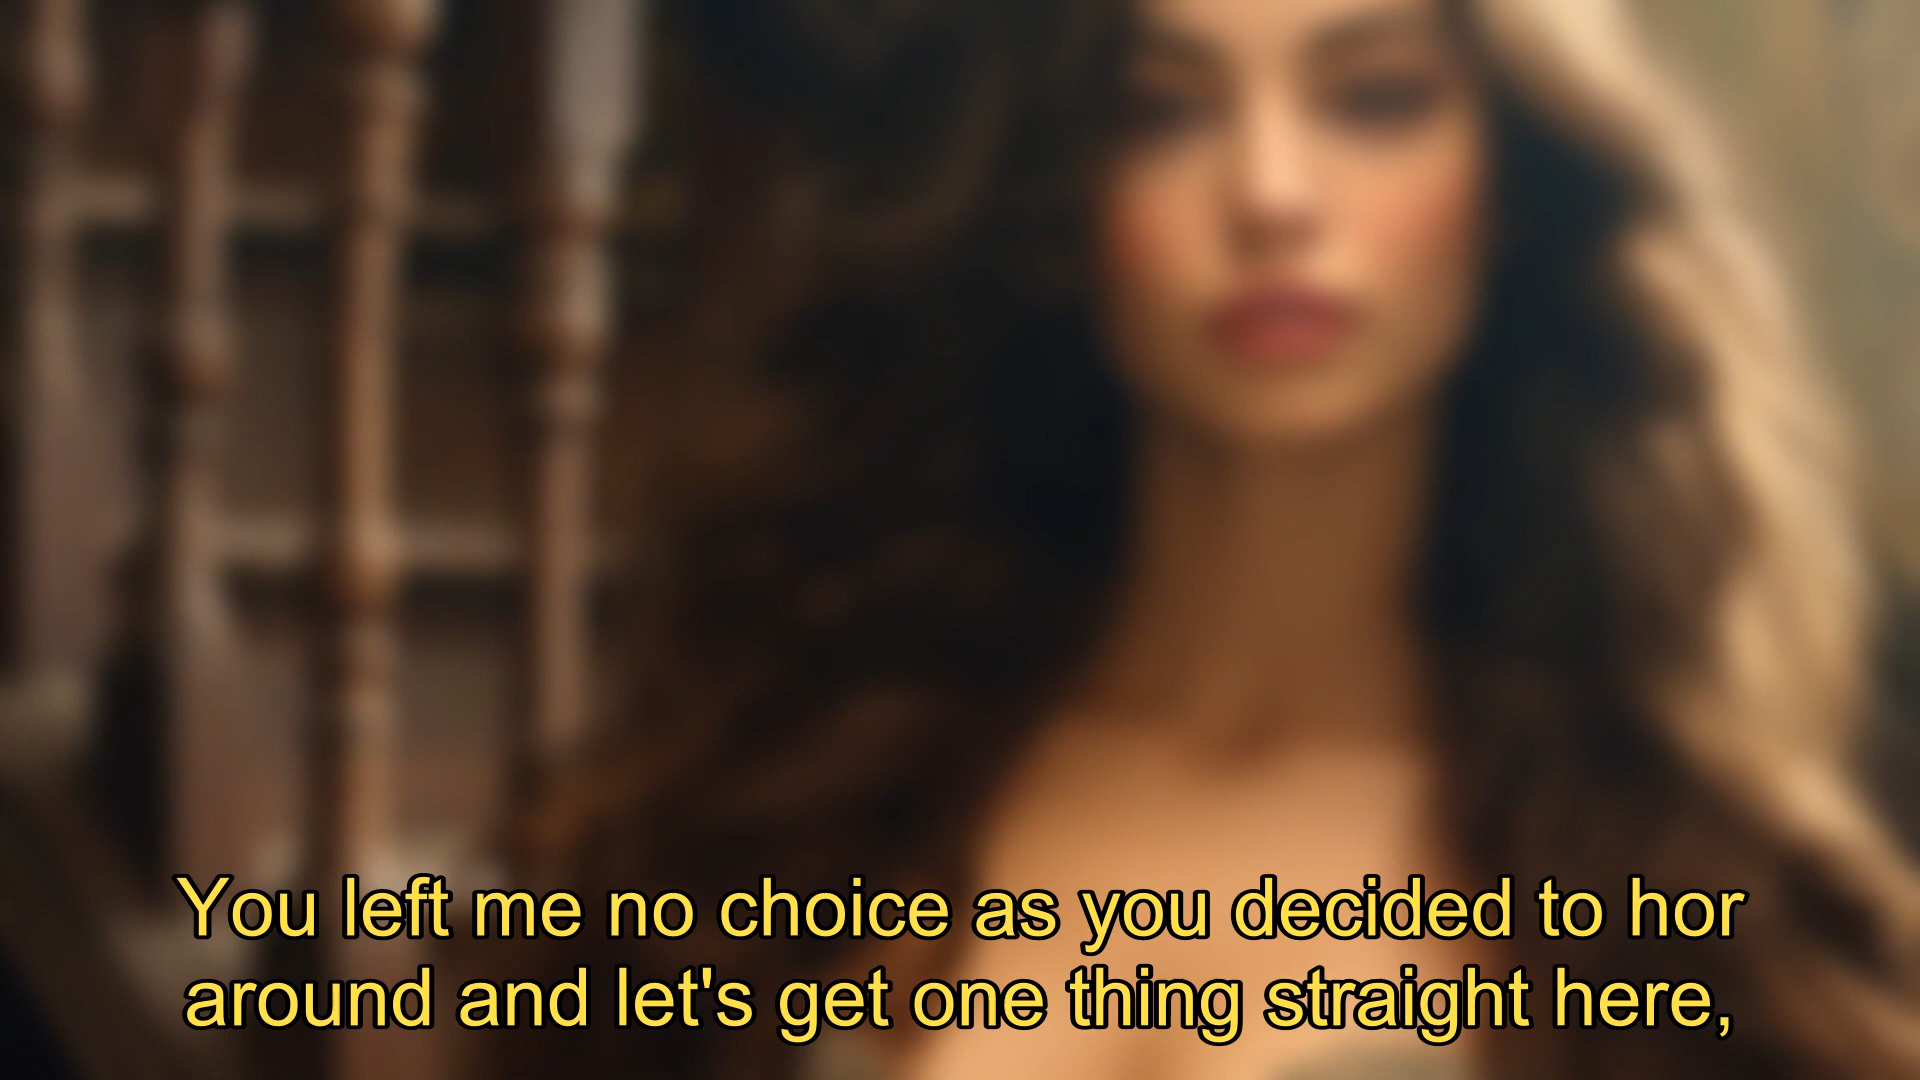 You left me no choice as you decided to hor
around and let's get one thing straight here,